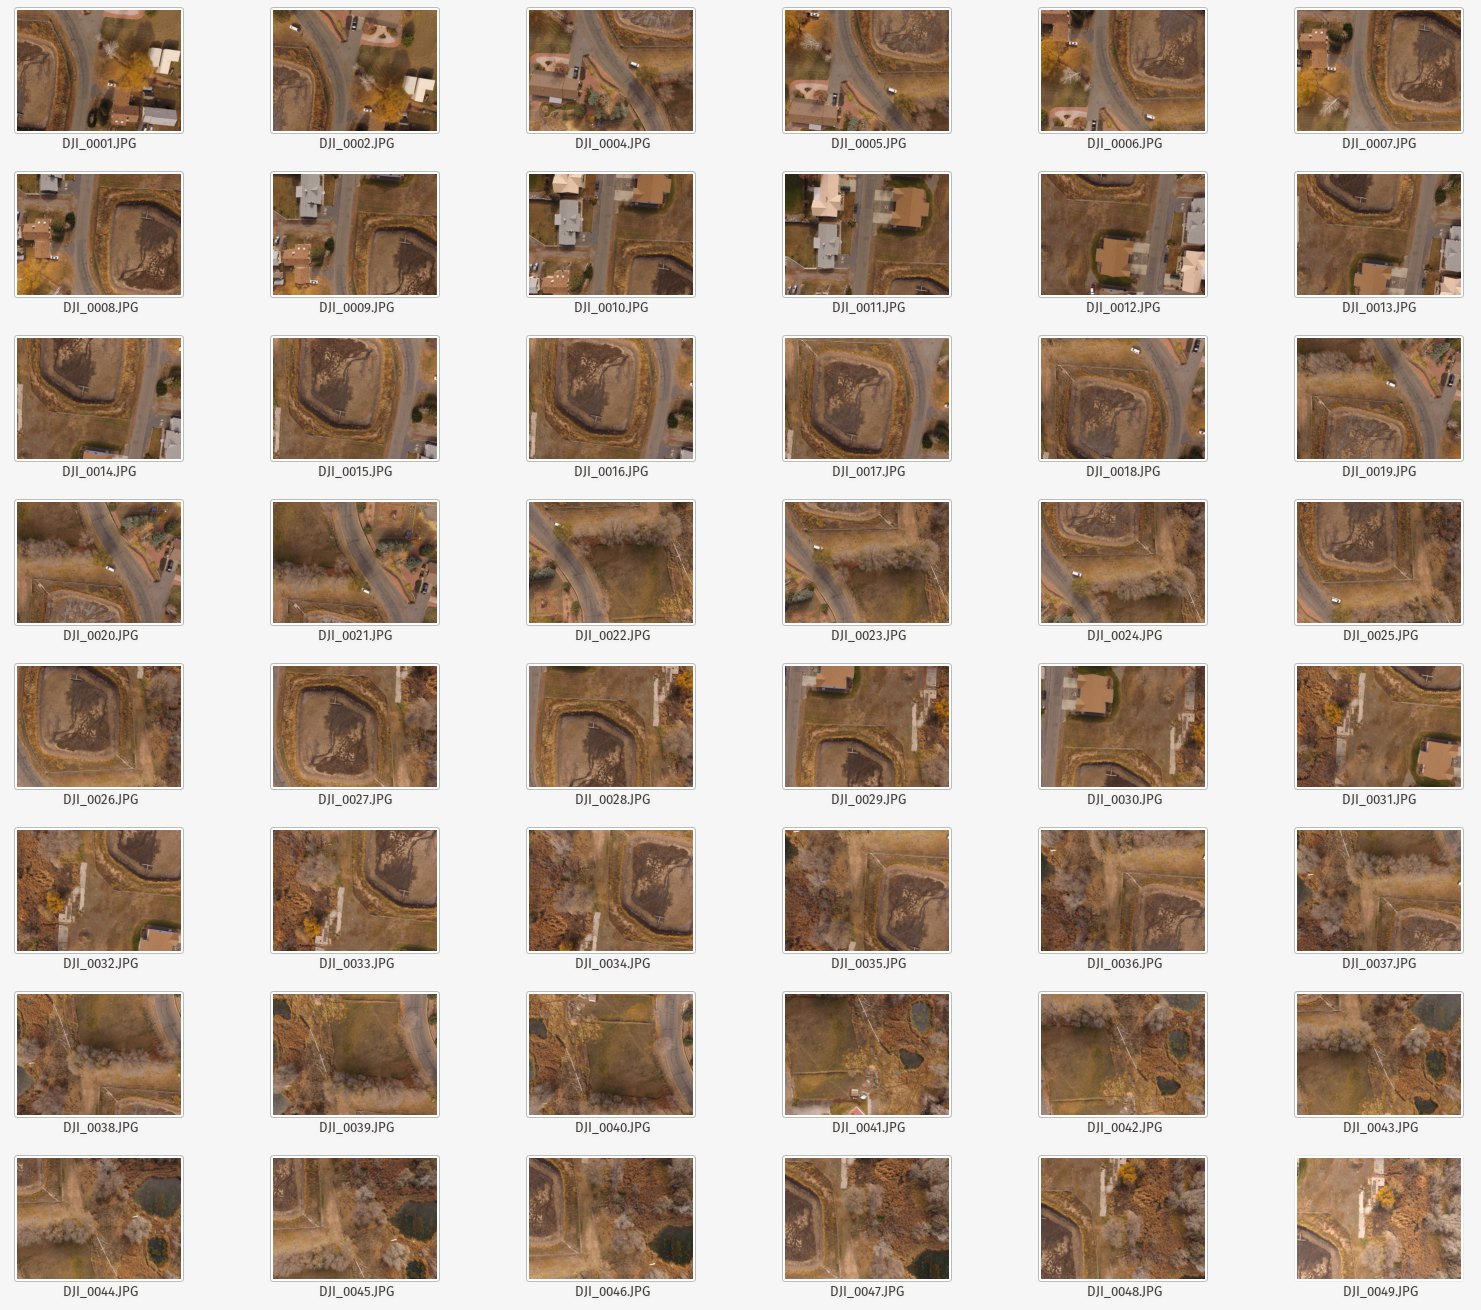 DJI_0001.JPG DJI_0002.JPG DJI_0004.JPG DJI_0005.JPG DJI_0006.JPG DJI_0007.JPG
DJI_0008.JPG DJI_0009.JPG DJI_0010.JPG DJI_0011.JPG DJI_0012.JPG DJI_0013.JPG
DJI_0014.JPG DJI_0015.JPG DJI_0016.JPG DJI_0017.JPG DJI_0018.JPG DJI_0019.JPG
DJI_0020.JPG DJI_0021.JPG DJI_0022.JPG DJI_0023.JPG DJI_0024.JPG DJI_0025.JPG
DJI_0026.JPG DJI_0027.JPG DJI_0028.JPG DJI_0029.JPG DJI_0030.JPG DJI_0031.JPG
DJI_0032.JPG DJI_0033.JPG DJI_0034.JPG DJI_0035.JPG DJI_0036.JPG DJI_0037.JPG
DJI_0038.JPG DJI_0039.JPG DJI_0040.JPG DJI_0041.JPG DJI_0042.JPG DJI_0043.JPG
DJI_0044.JPG DJI_0045.JPG DJI_0046.JPG DJI_0047.JPG DJI_0048.JPG DJI_0049.JPG